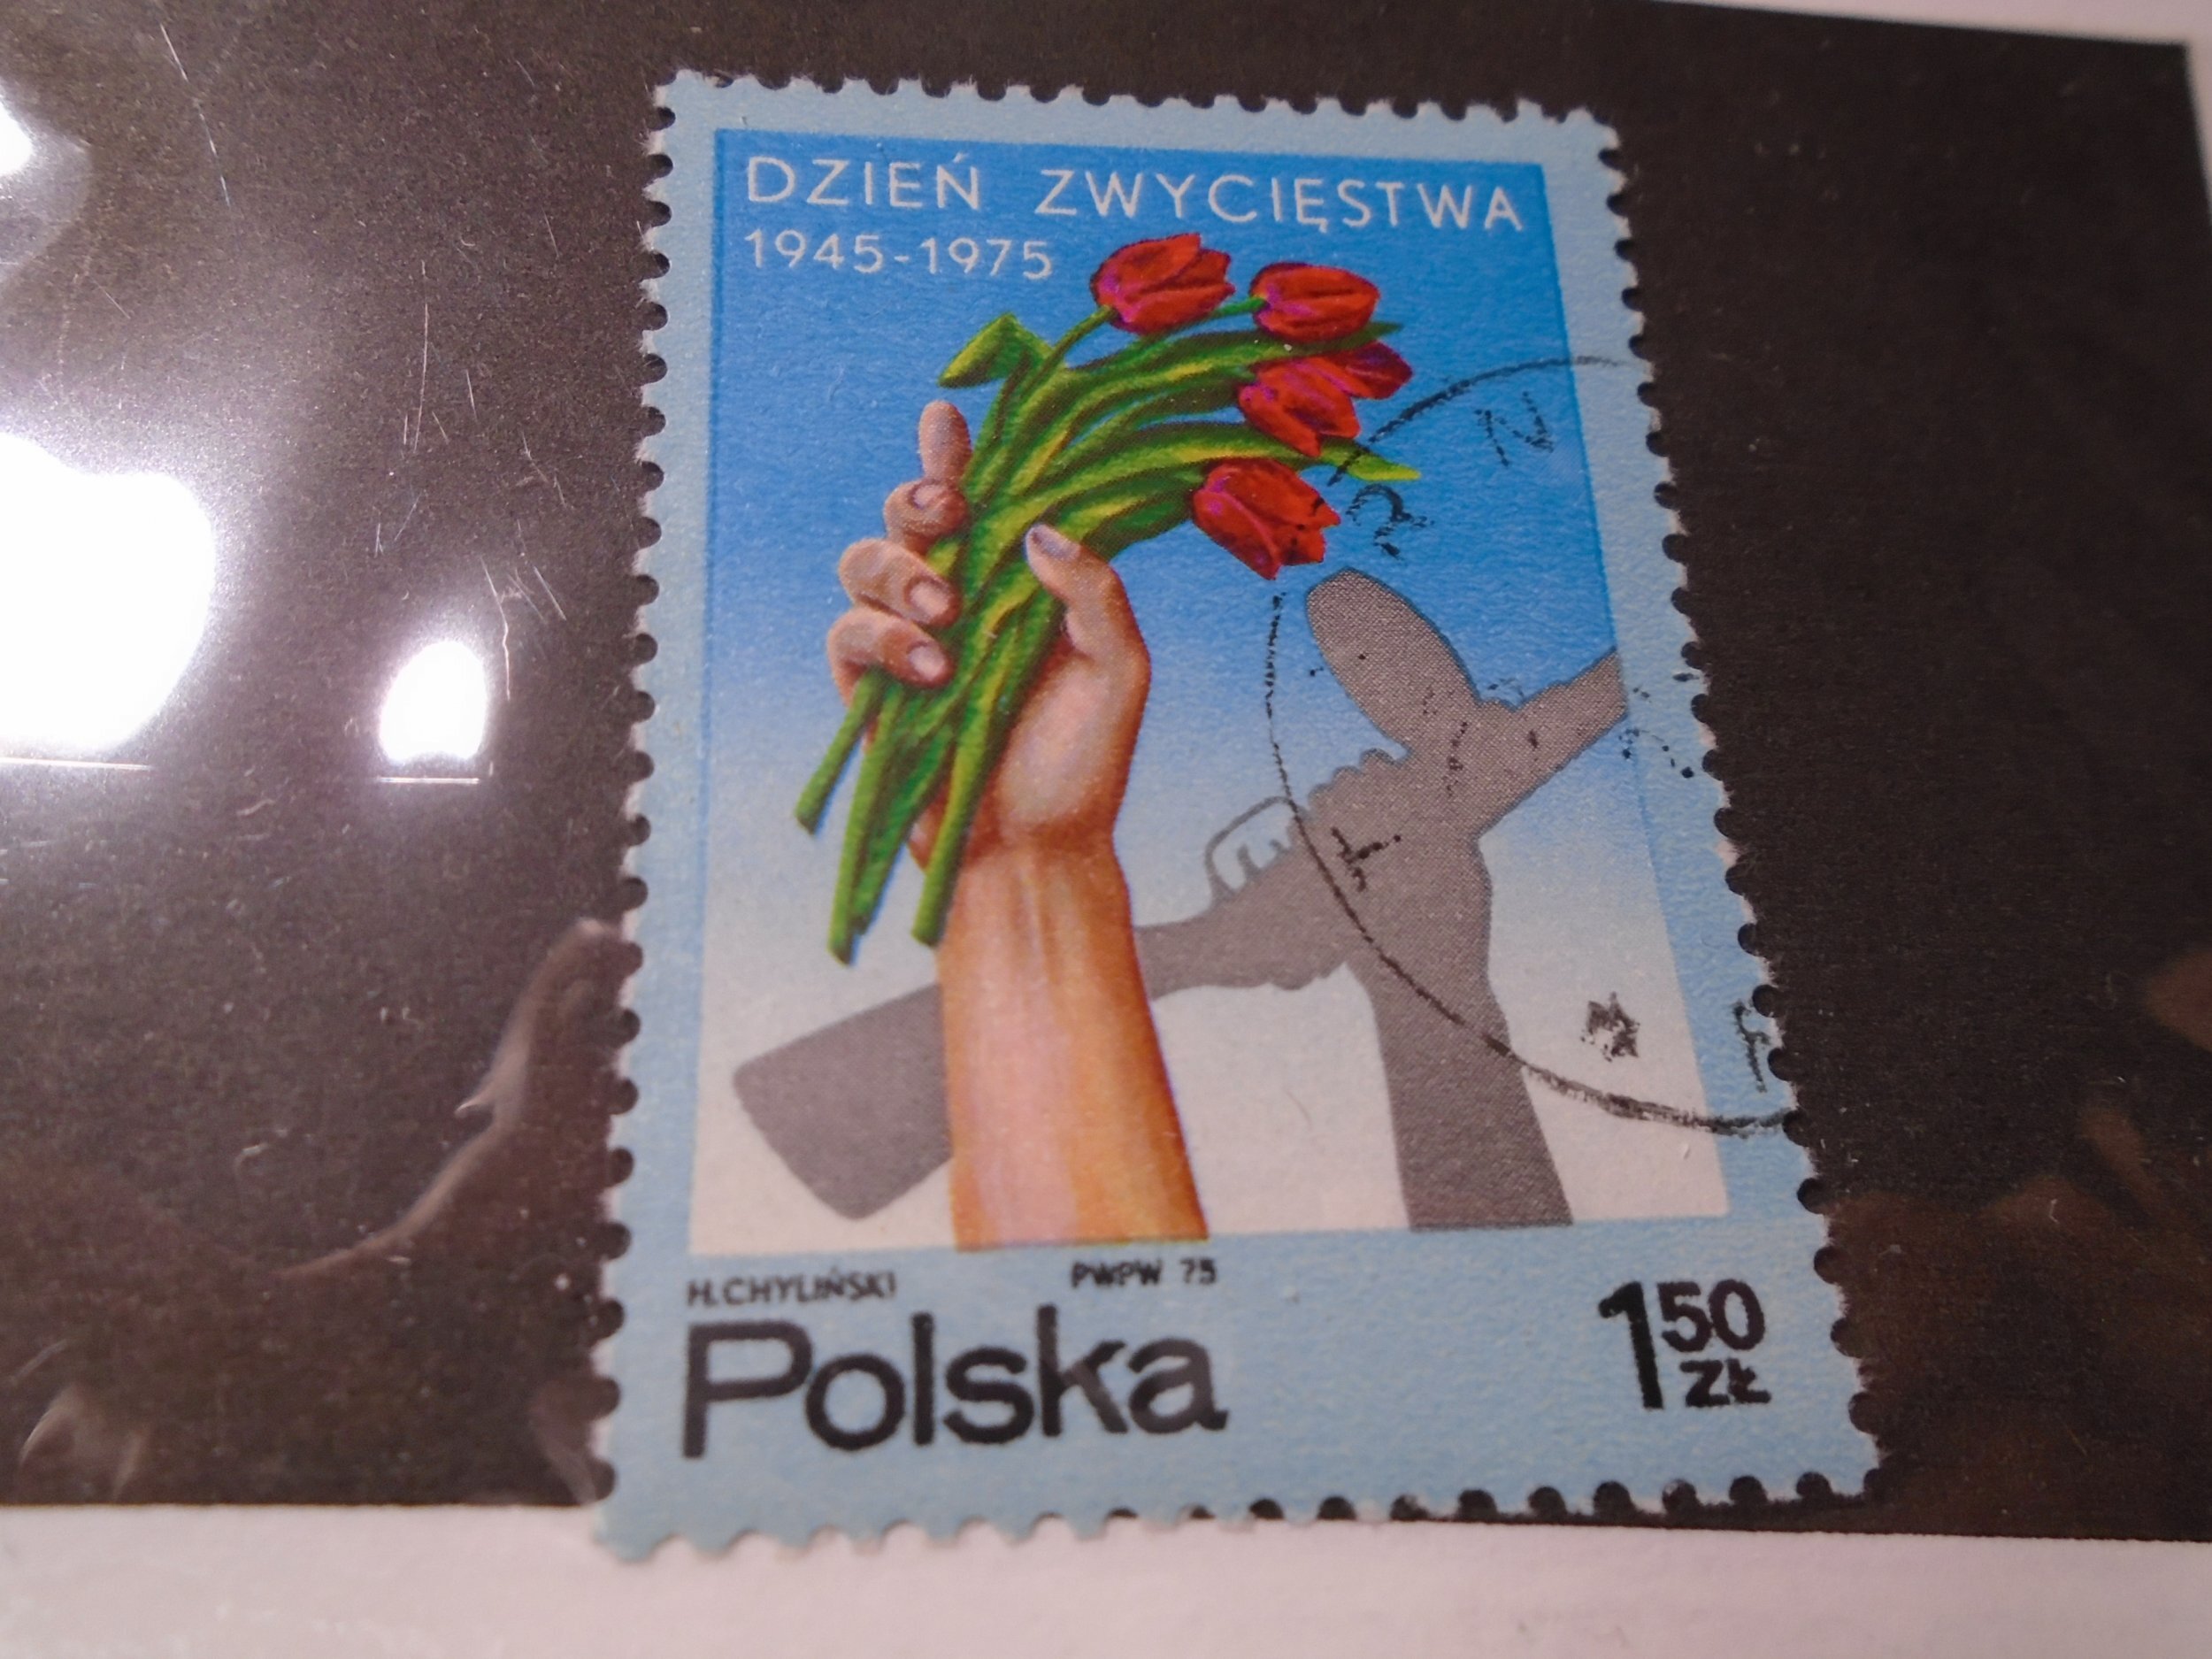 DZIEŃ ZWYCIĘSTWA
1945-1975
H. CHYLIŃSKI PWPW 75
Polska 1 50 ZŁ